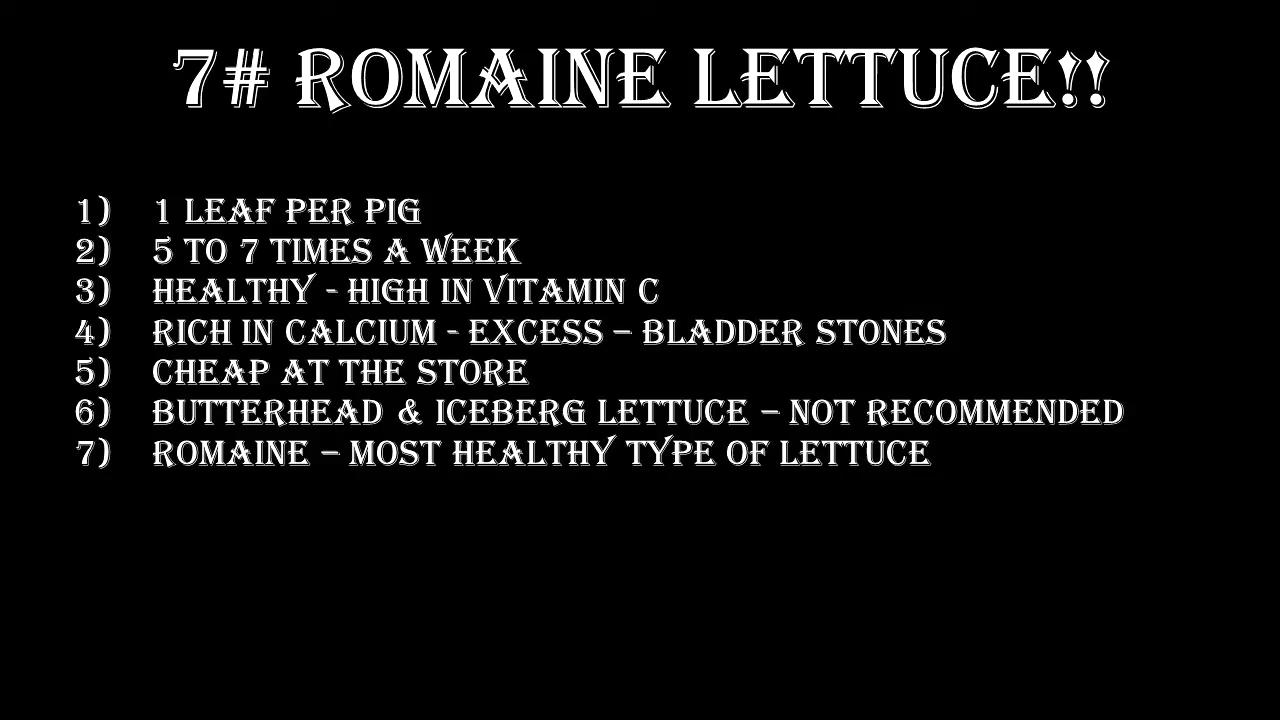 7# ROMAINE LETTUCE!!
1) 1 LEAF PER PIG
2) 5 TO 7 TIMES A WEEK
3) HEALTHY - HIGH IN VITAMIN C
4) RICH IN CALCIUM - EXCESS – BLADDER STONES
5) CHEAP AT THE STORE
6) BUTTERHEAD & ICEBERG LETTUCE – NOT RECOMMENDED
7) ROMAINE – MOST HEALTHY TYPE OF LETTUCE